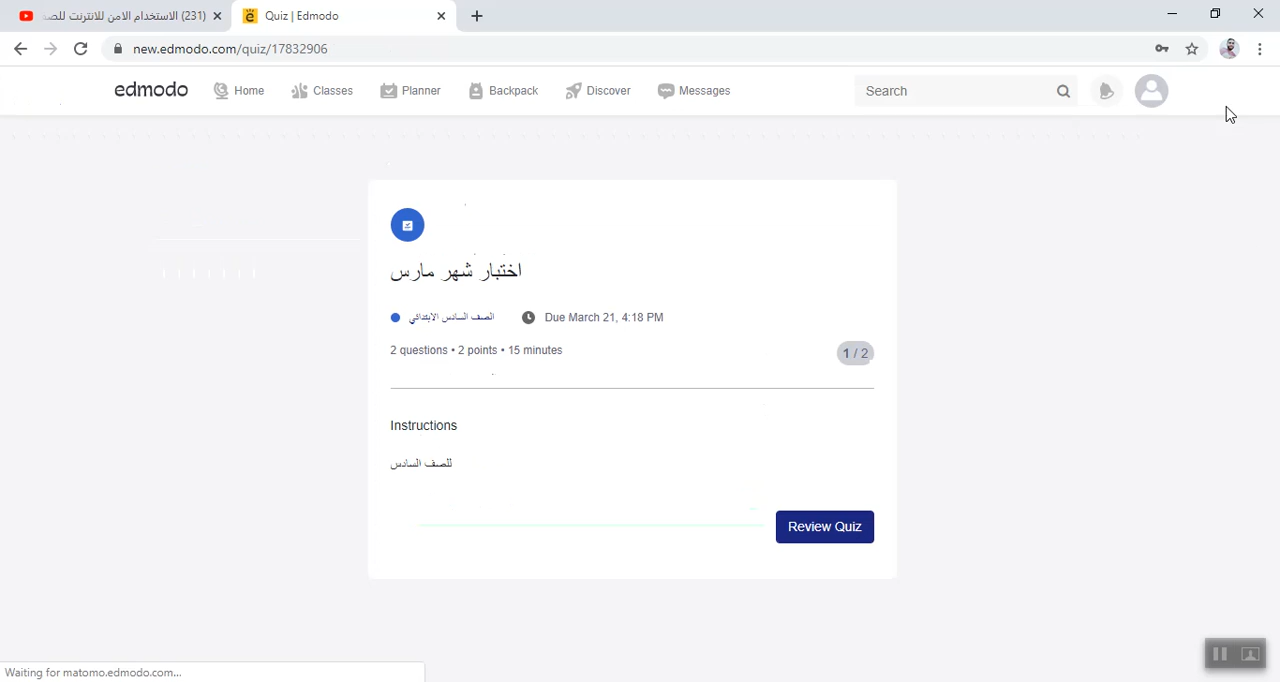 (231) الاستخدام الامن للانترنت للصف
Quiz | Edmodo
new.edmodo.com/quiz/17832906
edmodo
Home
Classes
Planner
Backpack
Discover
Messages
Search
اختبار شهر مارس
الصف السادس الابتدائي
Due March 21, 4:18 PM
2 questions • 2 points • 15 minutes
1 / 2
Instructions
للصف السادس
Review Quiz
Waiting for matomo.edmodo.com...